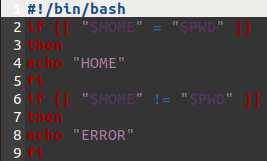 1 #!/bin/bash
2 if [[ "$HOME" = "$PWD" ]]
3 then
4 echo "HOME"
5 fi
6 if [[ "$HOME" != "$PWD" ]]
7 then
8 echo "ERROR"
9 fi